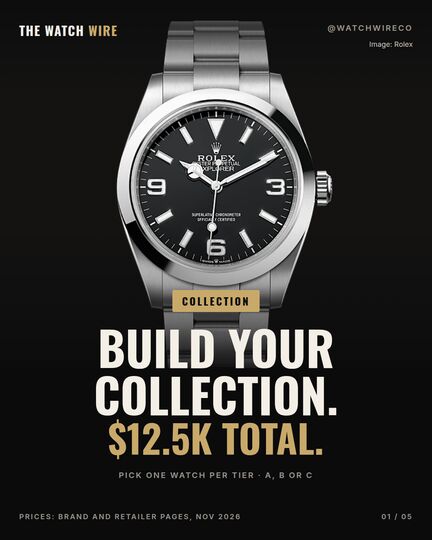 THE WATCH WIRE
@WATCHWIRECO
Image: Rolex
ROLEX
OYSTER PERPETUAL
EXPLORER
9
3
SUPERLATIVE CHRONOMETER
OFFICIALLY CERTIFIED
6
COLLECTION
BUILD YOUR
COLLECTION.
$12.5K TOTAL.
PICK ONE WATCH PER TIER · A, B OR C
PRICES: BRAND AND RETAILER PAGES, NOV 2026
01 / 05